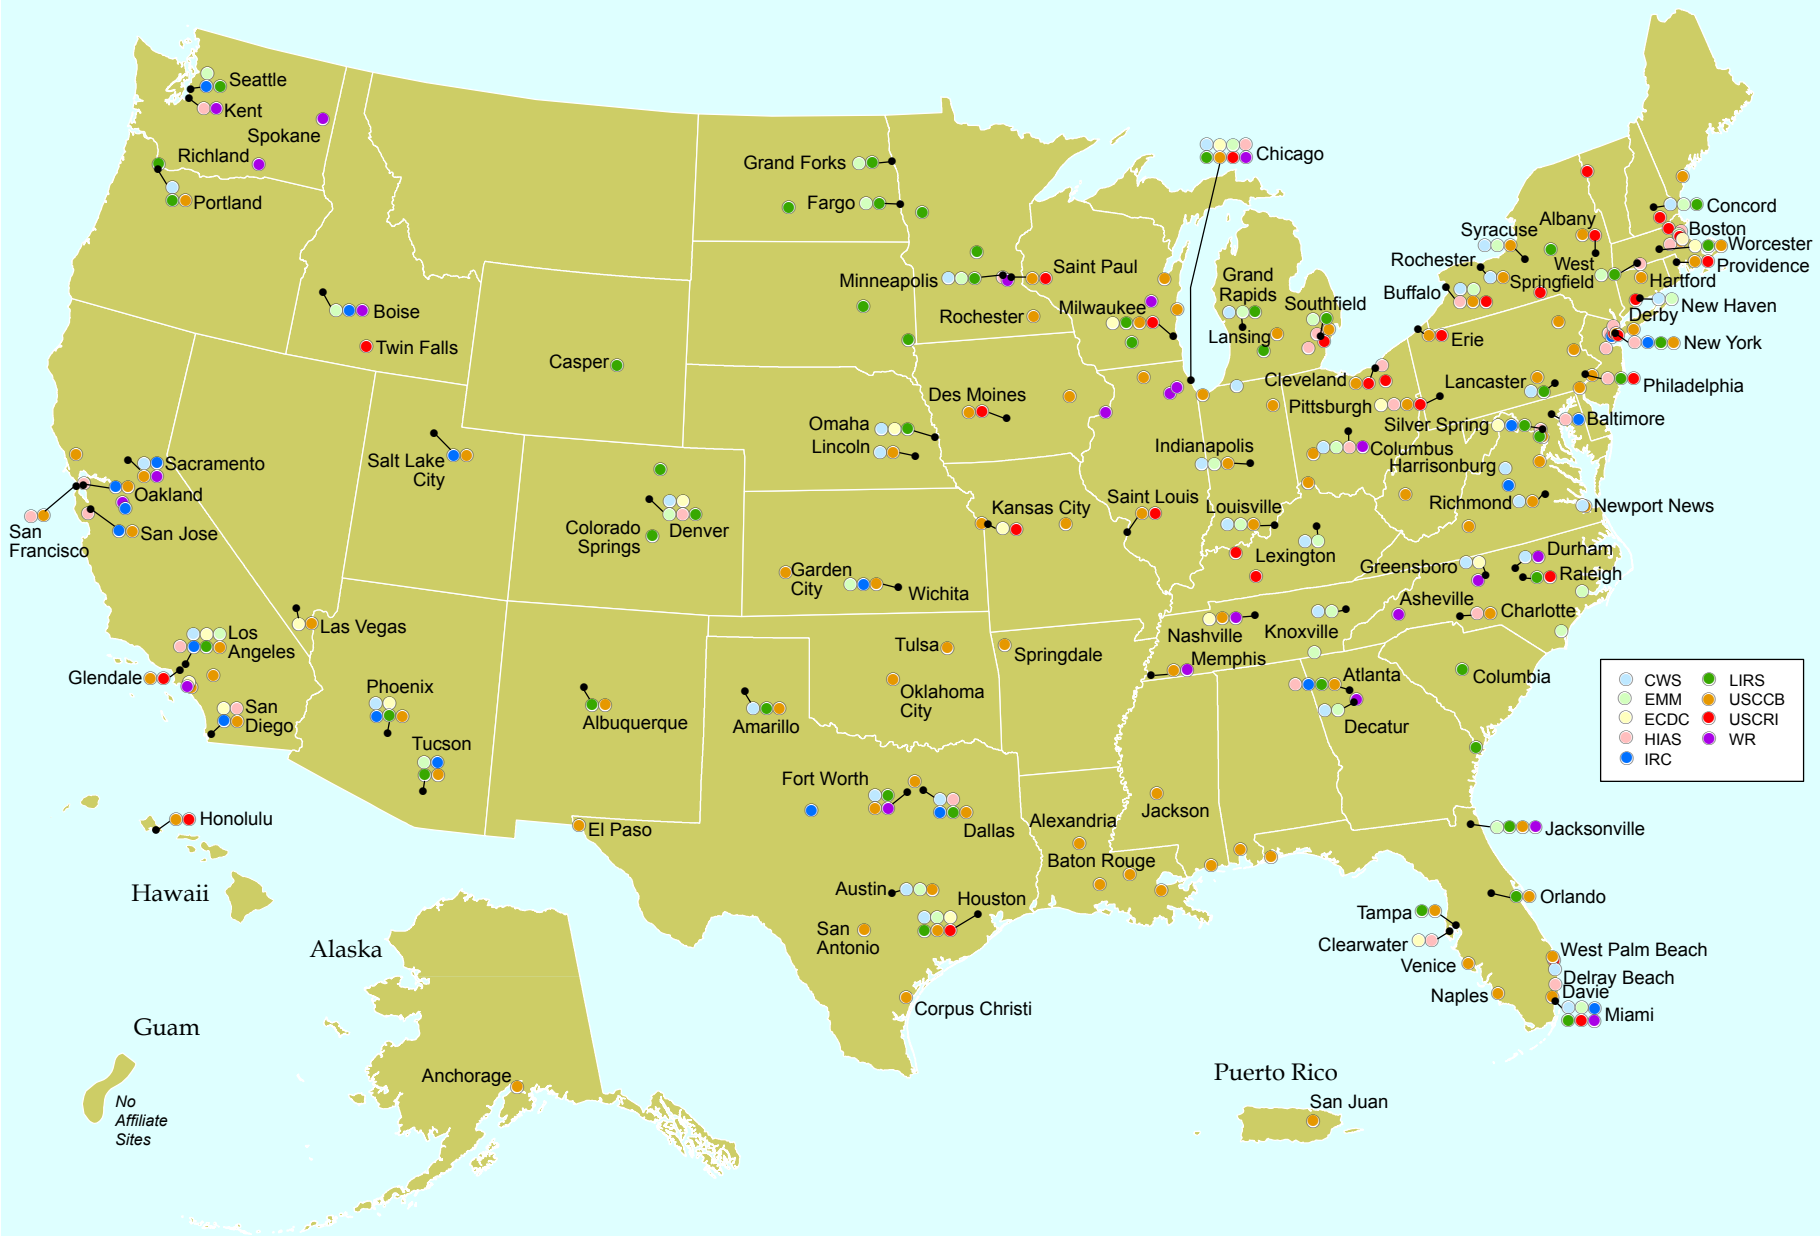 Seattle
Kent
Spokane
Richland
Portland
Boise
Twin Falls
Casper
Grand Forks
Fargo
Minneapolis
Saint Paul
Rochester
Milwaukee
Chicago
Grand
Rapids
Lansing
Southfield
Syracuse
Albany
Rochester
Buffalo
West
Springfield
Concord
Boston
Worcester
Providence
Hartford
New Haven
Derby
New York
Erie
Cleveland
Pittsburgh
Lancaster
Philadelphia
Silver Spring
Baltimore
Harrisonburg
Richmond
Newport News
Columbus
Indianapolis
Des Moines
Omaha
Lincoln
Salt Lake
City
Sacramento
Oakland
San
Francisco
San Jose
Colorado
Springs
Denver
Kansas City
Saint Louis
Louisville
Lexington
Greensboro
Durham
Raleigh
Asheville
Charlotte
Garden
City
Wichita
Las Vegas
Los
Angeles
Glendale
San
Diego
Phoenix
Tucson
Albuquerque
Amarillo
Tulsa
Oklahoma
City
Springdale
Nashville
Knoxville
Memphis
Atlanta
Decatur
Columbia
CWS
EMM
ECDC
HIAS
IRC
LIRS
USCCB
USCRI
WR
Honolulu
Hawaii
El Paso
Fort Worth
Dallas
Jackson
Alexandria
Baton Rouge
Jacksonville
Austin
Houston
San
Antonio
Corpus Christi
Orlando
Tampa
Clearwater
Venice
Naples
West Palm Beach
Delray Beach
Davie
Miami
Alaska
Anchorage
Guam
No
Affiliate
Sites
Puerto Rico
San Juan